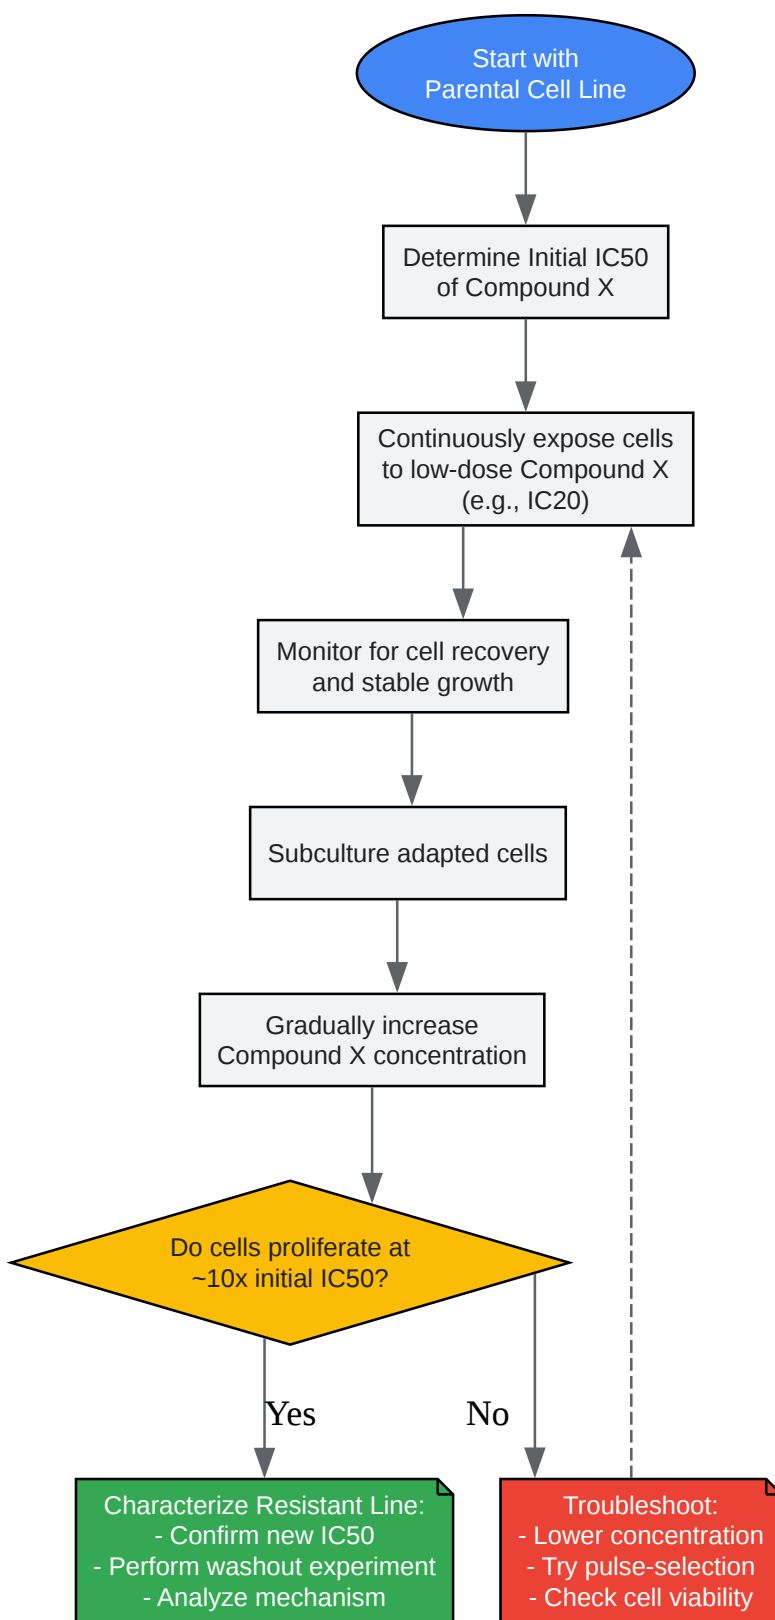 Start with
Parental Cell Line
Determine Initial IC50
of Compound X
Continuously expose cells
to low-dose Compound X
(e.g., IC20)
Monitor for cell recovery
and stable growth
Subculture adapted cells
Gradually increase
Compound X concentration
Do cells proliferate at
~10x initial IC50?
Yes
No
Characterize Resistant Line:
- Confirm new IC50
- Perform washout experiment
- Analyze mechanism
Troubleshoot:
- Lower concentration
- Try pulse-selection
- Check cell viability